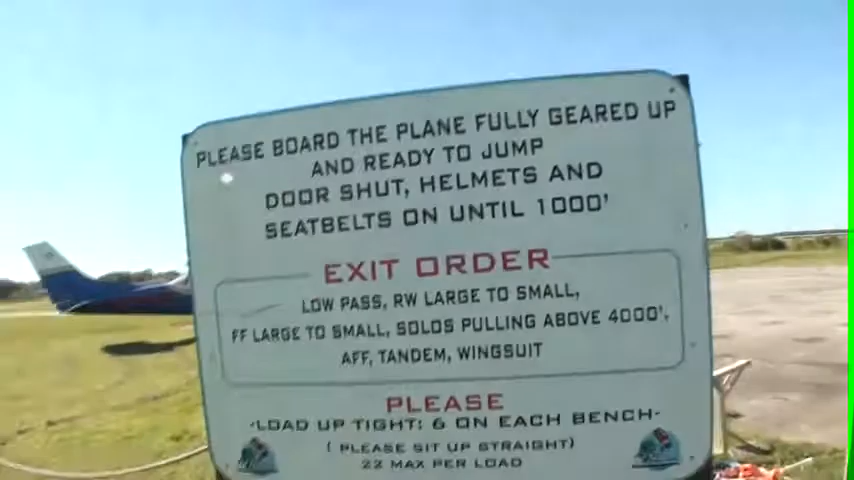 PLEASE BOARD THE PLANE FULLY GEARED UP
AND READY TO JUMP
DOOR SHUT, HELMETS AND
SEATBELTS ON UNTIL 1000'
EXIT ORDER
LOW PASS, RW LARGE TO SMALL,
FF LARGE TO SMALL, SOLOS PULLING ABOVE 4000',
AFF, TANDEM, WINGSUIT
PLEASE
-LOAD UP TIGHT: 6 ON EACH BENCH-
( PLEASE SIT UP STRAIGHT)
22 MAX PER LOAD